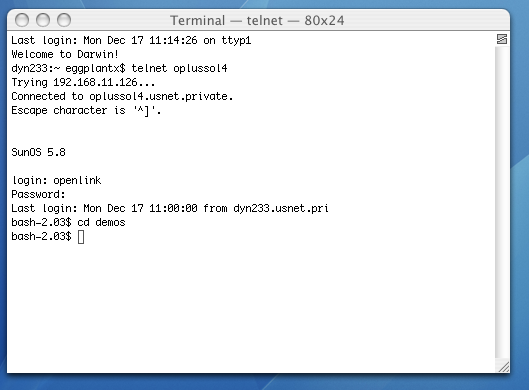 Terminal — telnet — 80x24
Last login: Mon Dec 17 11:14:26 on ttyp1
Welcome to Darwin!
dyn233:~ eggplantx$ telnet oplussol4
Trying 192.168.11.126...
Connected to oplussol4.usnet.private.
Escape character is '^]'.
SunOS 5.8
login: openlink
Password:
Last login: Mon Dec 17 11:00:00 from dyn233.usnet.pri
bash-2.03$ cd demos
bash-2.03$